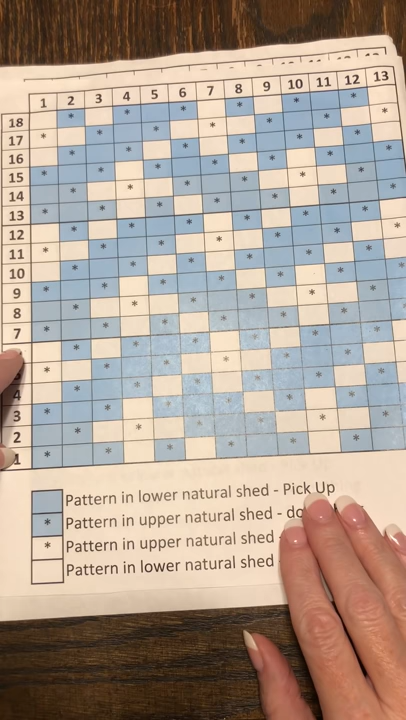 1 2 3 4 5 6 7 8 9 10 11 12 13
18 * * * * * *
17 * * * * * * *
16 * * * * * *
15 * * * * * * *
14 * * * * * *
13 * * * * * * *
12 * * * * * *
11 * * * * * * *
10 * * * * * *
9 * * * * * * *
8 * * * * * *
7 * * * * * * *
* * * * * *
* * * * * * *
4 * * * * * *
3 * * * * * * *
2 * * * * * *
1 * * * * * *
Pattern in lower natural shed - Pick Up
* Pattern in upper natural shed -
* Pattern in upper natural shed
Pattern in lower natural shed